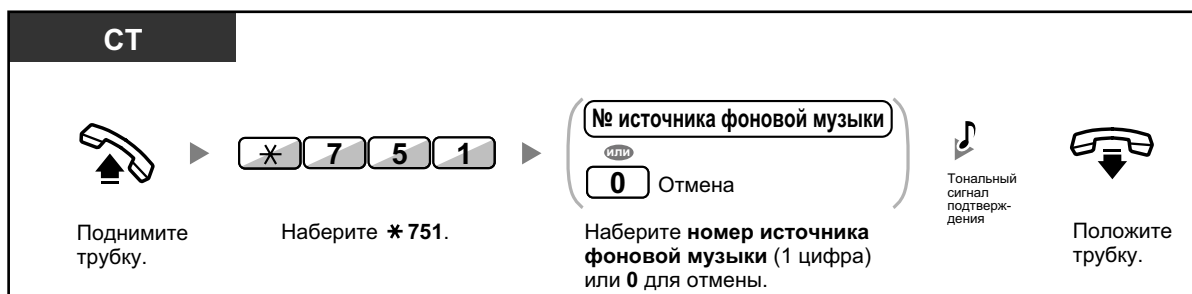 СТ
7 5 1
№ источника фоновой музыки
или
0 Отмена
Тональный
сигнал
подтверж-
дения
Поднимите
трубку.
Наберите * 751.
Наберите номер источника
фоновой музыки (1 цифра)
или 0 для отмены.
Положите
трубку.